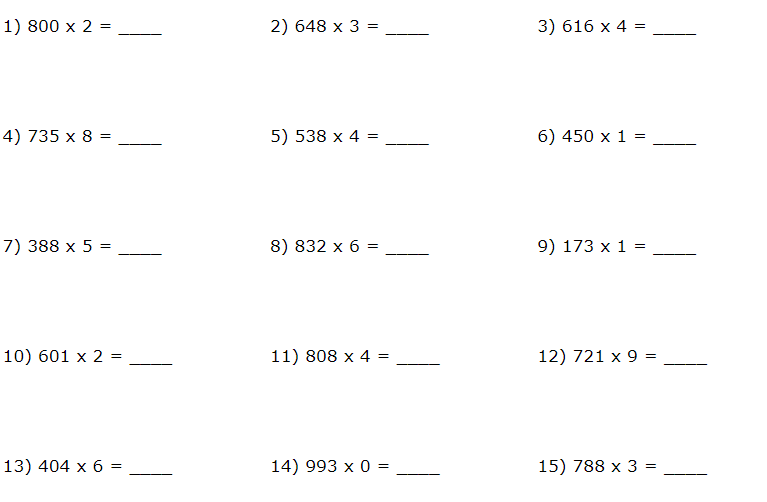 1) 800 x 2 = ____ 2) 648 x 3 = ____ 3) 616 x 4 = ____
4) 735 x 8 = ____ 5) 538 x 4 = ____ 6) 450 x 1 = ____
7) 388 x 5 = ____ 8) 832 x 6 = ____ 9) 173 x 1 = ____
10) 601 x 2 = ____ 11) 808 x 4 = ____ 12) 721 x 9 = ____
13) 404 x 6 = ____ 14) 993 x 0 = ____ 15) 788 x 3 = ____